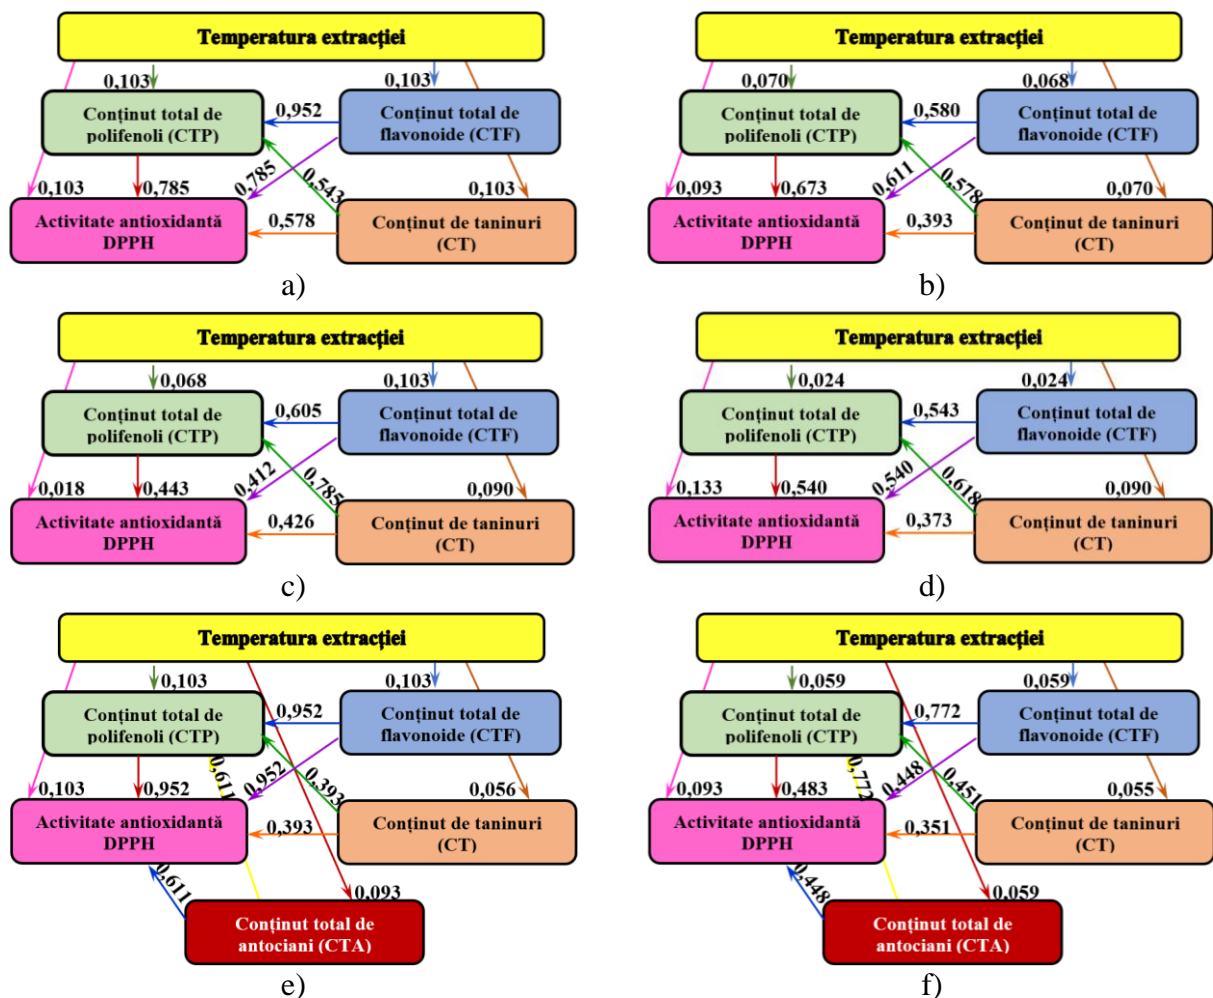 Temperatura extracției
0,103
0,103
Conținut total de
polifenoli (CTP)
0,952
Conținut total de
flavonoide (CTF)
0,103
0,785
0,785
0,543
0,103
Activitate antioxidantă
DPPH
0,578
Conținut de taninuri
(CT)
a)
Temperatura extracției
0,070
0,068
Conținut total de
polifenoli (CTP)
0,580
Conținut total de
flavonoide (CTF)
0,093
0,673
0,611
0,578
0,070
Activitate antioxidantă
DPPH
0,393
Conținut de taninuri
(CT)
b)
Temperatura extracției
0,068
0,103
Conținut total de
polifenoli (CTP)
0,605
Conținut total de
flavonoide (CTF)
0,018
0,443
0,412
0,785
0,090
Activitate antioxidantă
DPPH
0,426
Conținut de taninuri
(CT)
c)
Temperatura extracției
0,024
0,024
Conținut total de
polifenoli (CTP)
0,543
Conținut total de
flavonoide (CTF)
0,133
0,540
0,540
0,618
0,090
Activitate antioxidantă
DPPH
0,373
Conținut de taninuri
(CT)
d)
Temperatura extracției
0,103
0,103
Conținut total de
polifenoli (CTP)
0,952
Conținut total de
flavonoide (CTF)
0,103
0,952
0,611
0,952
0,393
0,056
Activitate antioxidantă
DPPH
0,393
Conținut de taninuri
(CT)
0,611
0,093
Conținut total de
antociani (CTA)
e)
Temperatura extracției
0,059
0,059
Conținut total de
polifenoli (CTP)
0,772
Conținut total de
flavonoide (CTF)
0,093
0,483
0,772
0,448
0,451
0,055
Activitate antioxidantă
DPPH
0,351
Conținut de taninuri
(CT)
0,448
0,059
Conținut total de
antociani (CTA)
f)